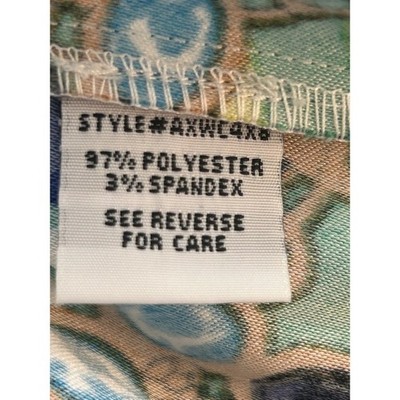 STYLE#AXWC4X8
97% POLYESTER
3% SPANDEX
SEE REVERSE
FOR CARE